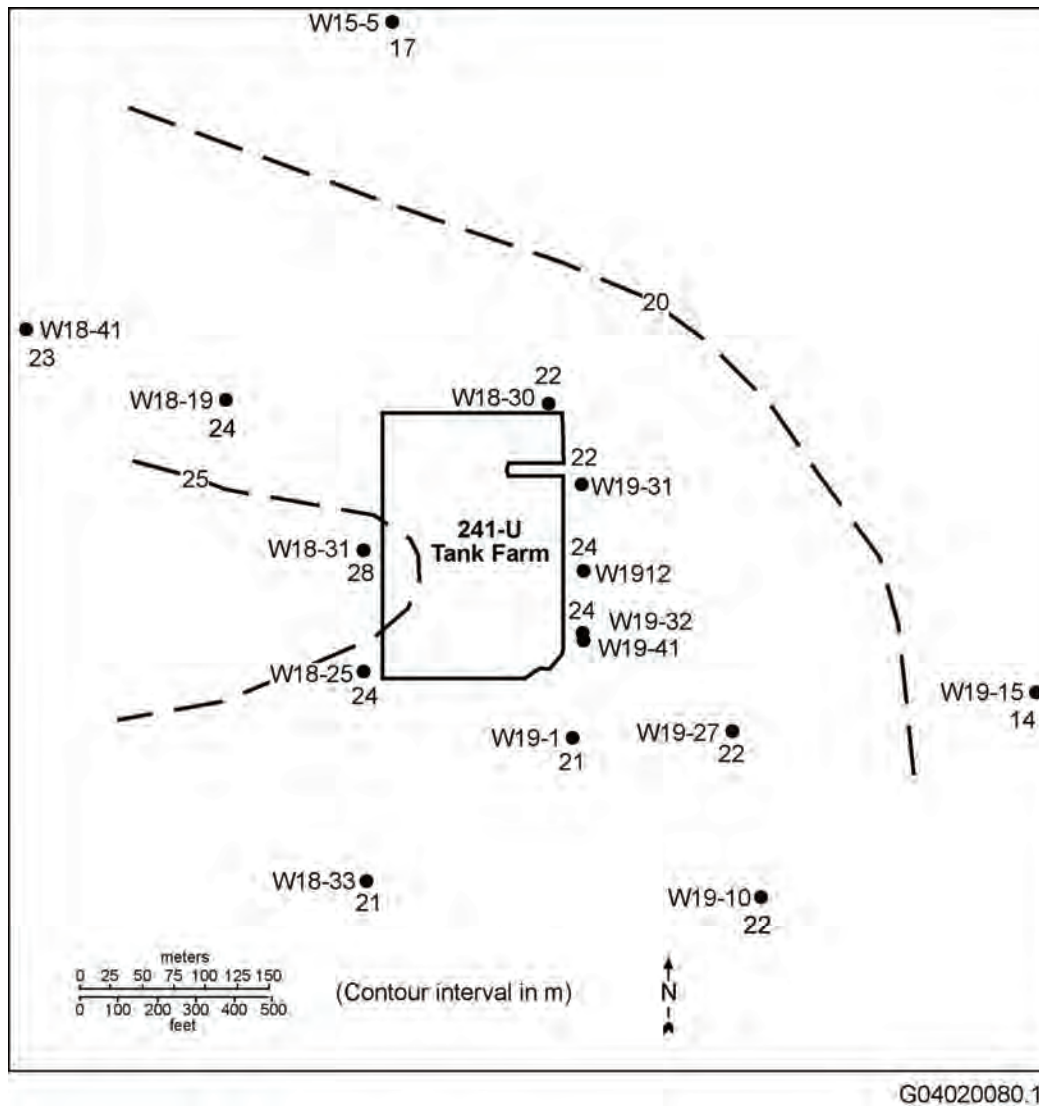 W15-5
17
20
W18-41
23
W18-19
24
22
W18-30
25
22
W19-31
241-U
Tank Farm
W18-31
28
24
W1912
24
W19-32
W19-41
W18-25
24
W19-15
14
W19-1
21
W19-27
22
W18-33
21
W19-10
22
meters
0 25 50 75 100 125 150
0 100 200 300 400 500
feet
(Contour interval in m)
N
G04020080.1